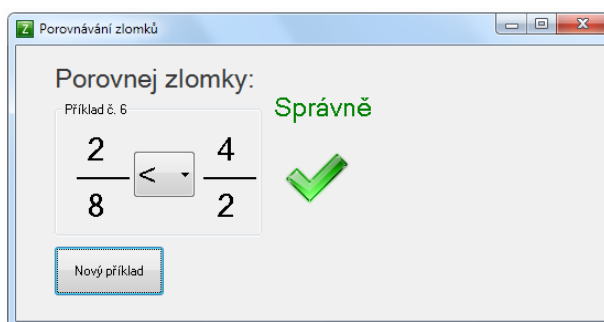 Z Porovnávání zlomků
Porovnej zlomky:
Příklad č. 6
Správně
2 4
<
8 2
Nový příklad